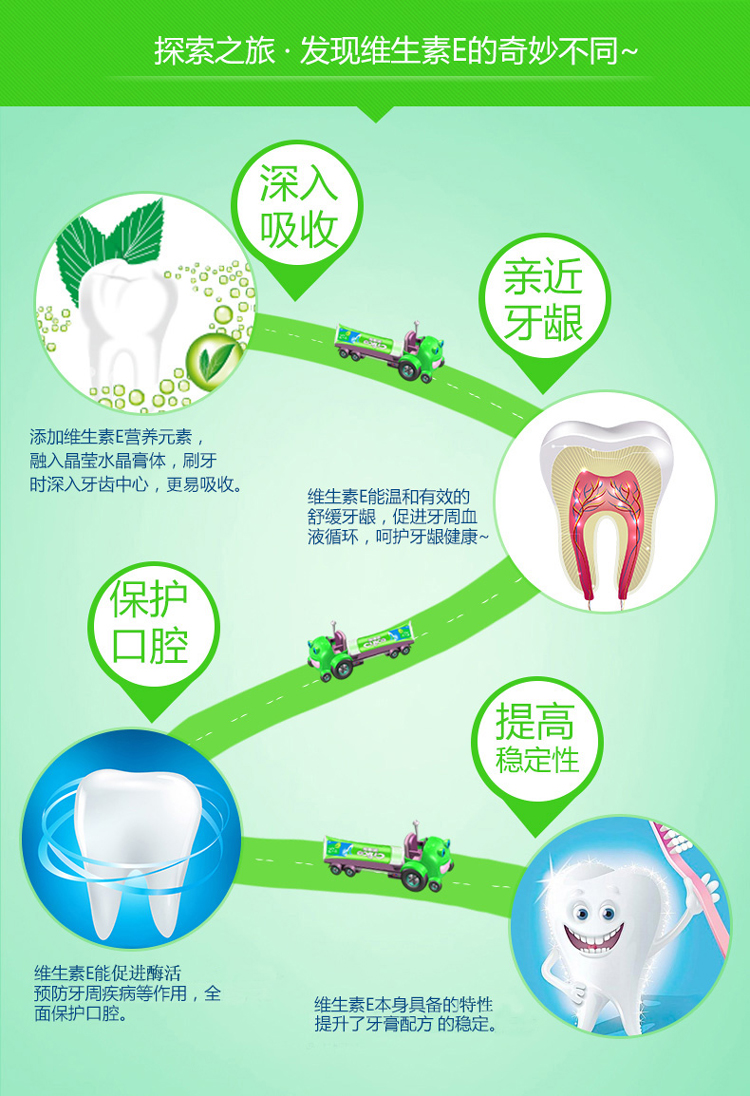 探索之旅·发现维生素E的奇妙不同~
深入
吸收
亲近
牙龈
添加维生素E营养元素，
融入晶莹水晶膏体，刷牙
时深入牙齿中心，更易吸收。
维生素E能温和有效的
舒缓牙龈，促进牙周血
液循环，呵护牙龈健康~
保护
口腔
提高
稳定性
维生素E能促进酶活
预防牙周疾病等作用，全
面保护口腔。
维生素E本身具备的特性
提升了牙膏配方 的稳定。